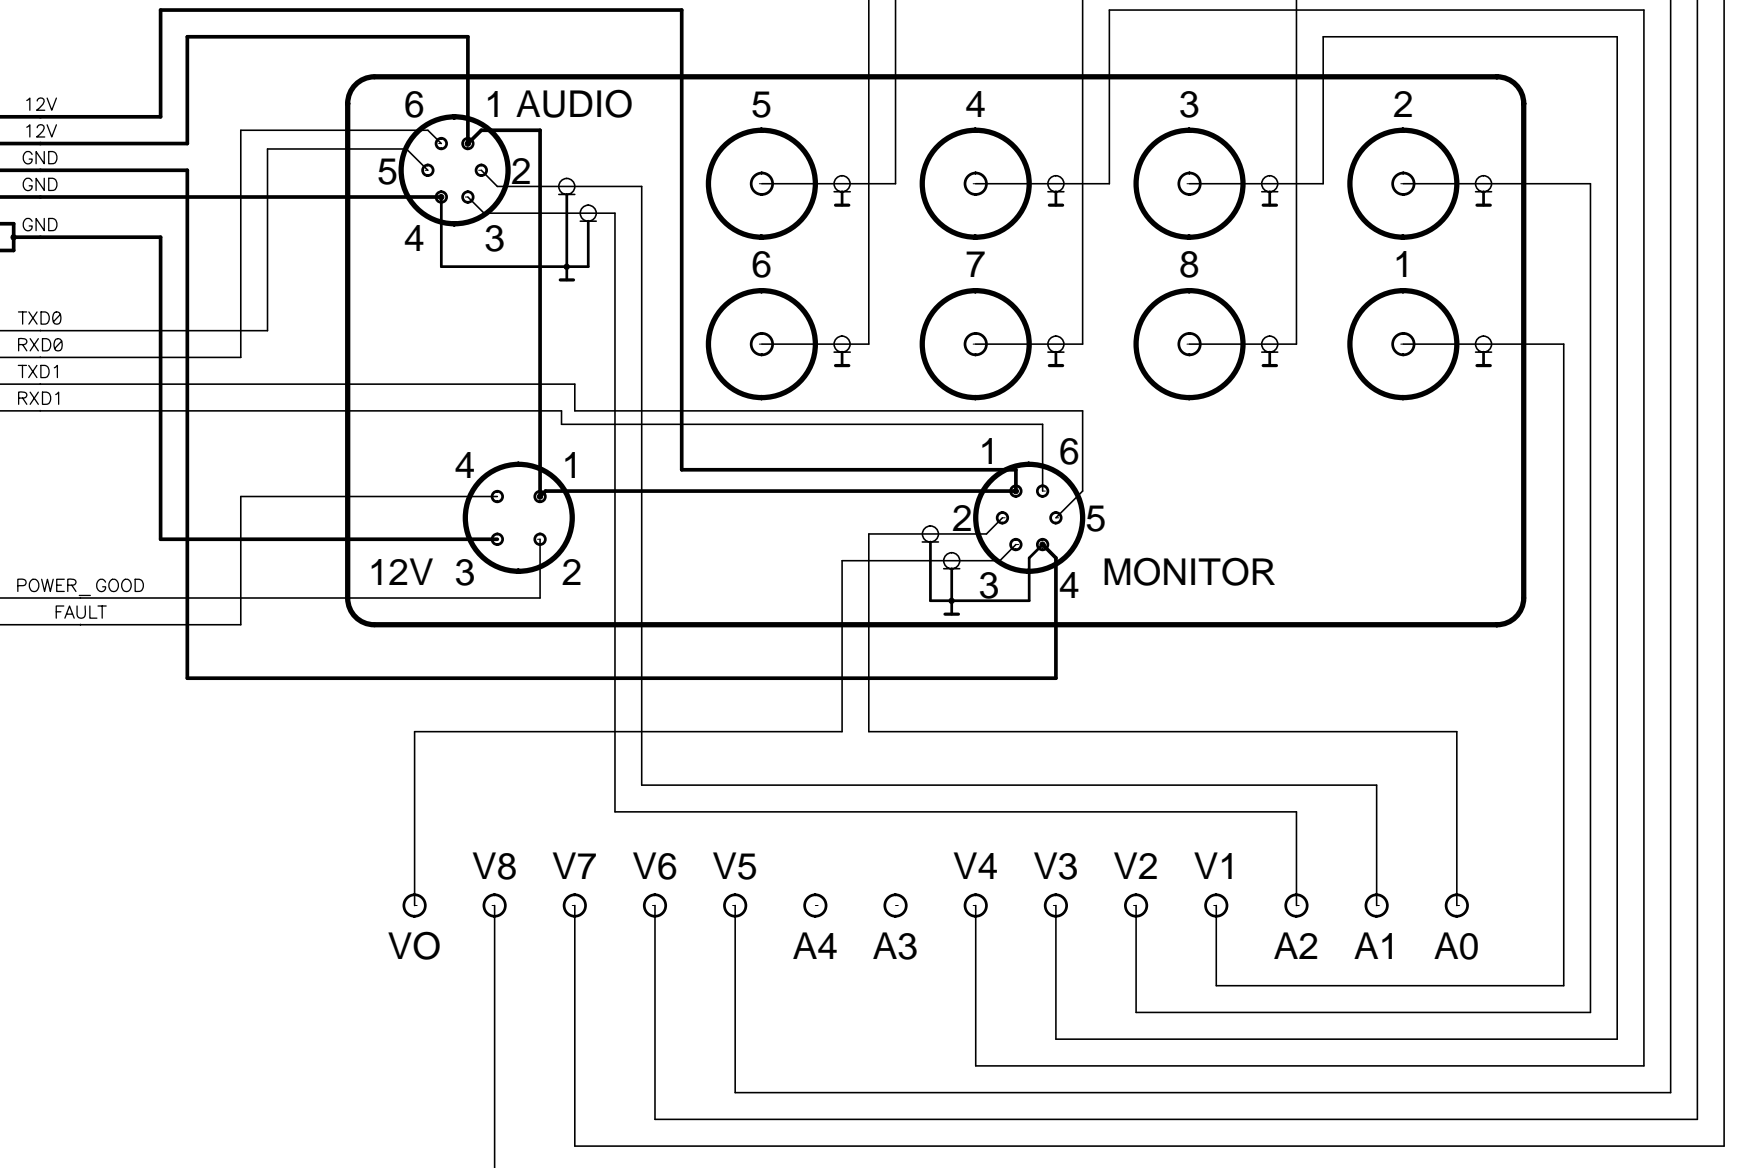 12V
6 1 AUDIO 5 4 3 2
12V
GND
5 2
GND
GND
4 3
6 7 8 1
TXD0
RXD0
TXD1
RXD1
4 1 1 6
2 5
12V 3 2 3 4 MONITOR
POWER_GOOD
FAULT
V8 V7 V6 V5 V4 V3 V2 V1
VO A4 A3 A2 A1 A0